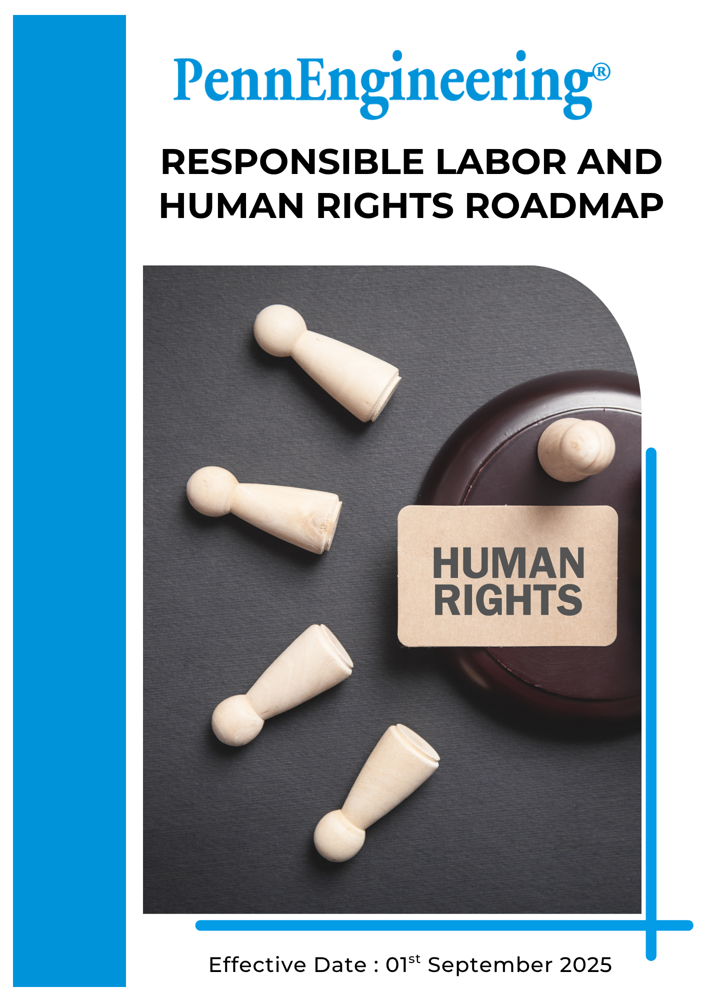 PennEngineering®
RESPONSIBLE LABOR AND
HUMAN RIGHTS ROADMAP
HUMAN
RIGHTS
Effective Date : 01st September 2025